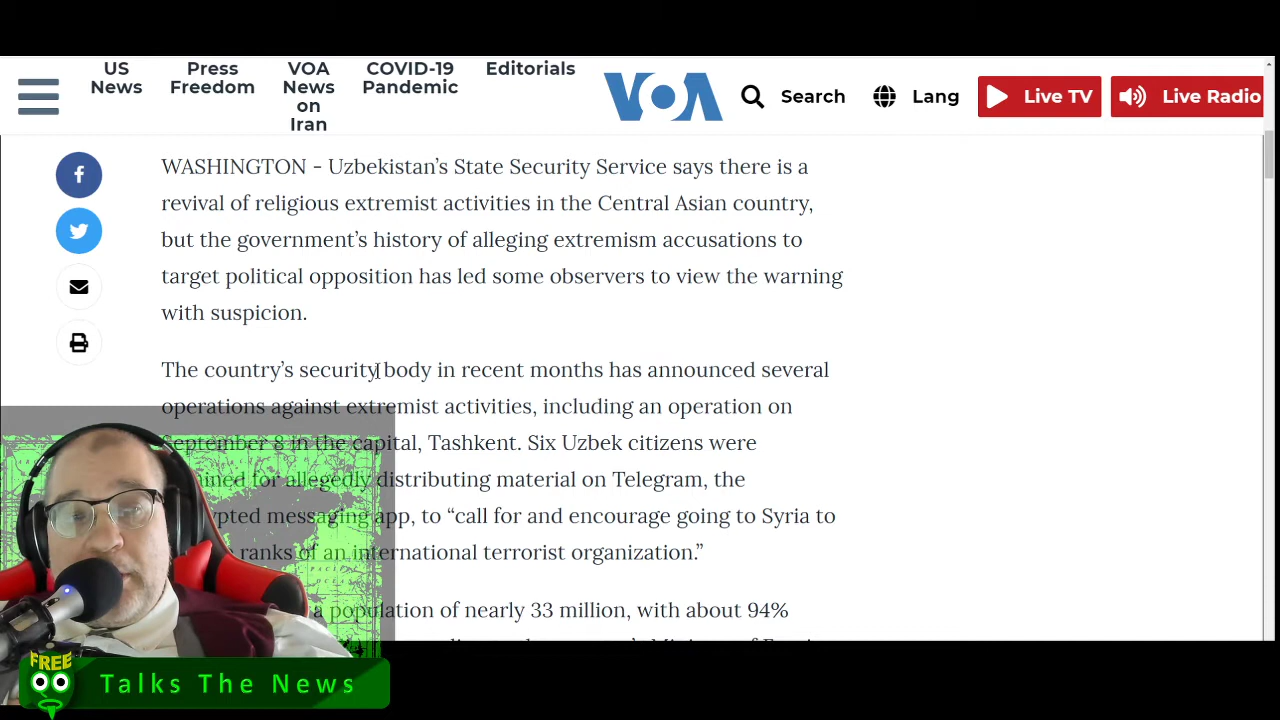 US News
Press Freedom
VOA News on Iran
COVID-19 Pandemic
Editorials
VOA
Search
Lang
Live TV
Live Radio
WASHINGTON - Uzbekistan’s State Security Service says there is a
revival of religious extremist activities in the Central Asian country,
but the government’s history of alleging extremism accusations to
target political opposition has led some observers to view the warning
with suspicion.
The country’s security body in recent months has announced several
operations against extremist activities, including an operation on
September 8 in the capital, Tashkent. Six Uzbek citizens were
for allegedly distributing material on Telegram, the
messaging app, to “call for and encourage going to Syria to
ranks of an international terrorist organization.”
a population of nearly 33 million, with about 94%
FREE
Talks The News